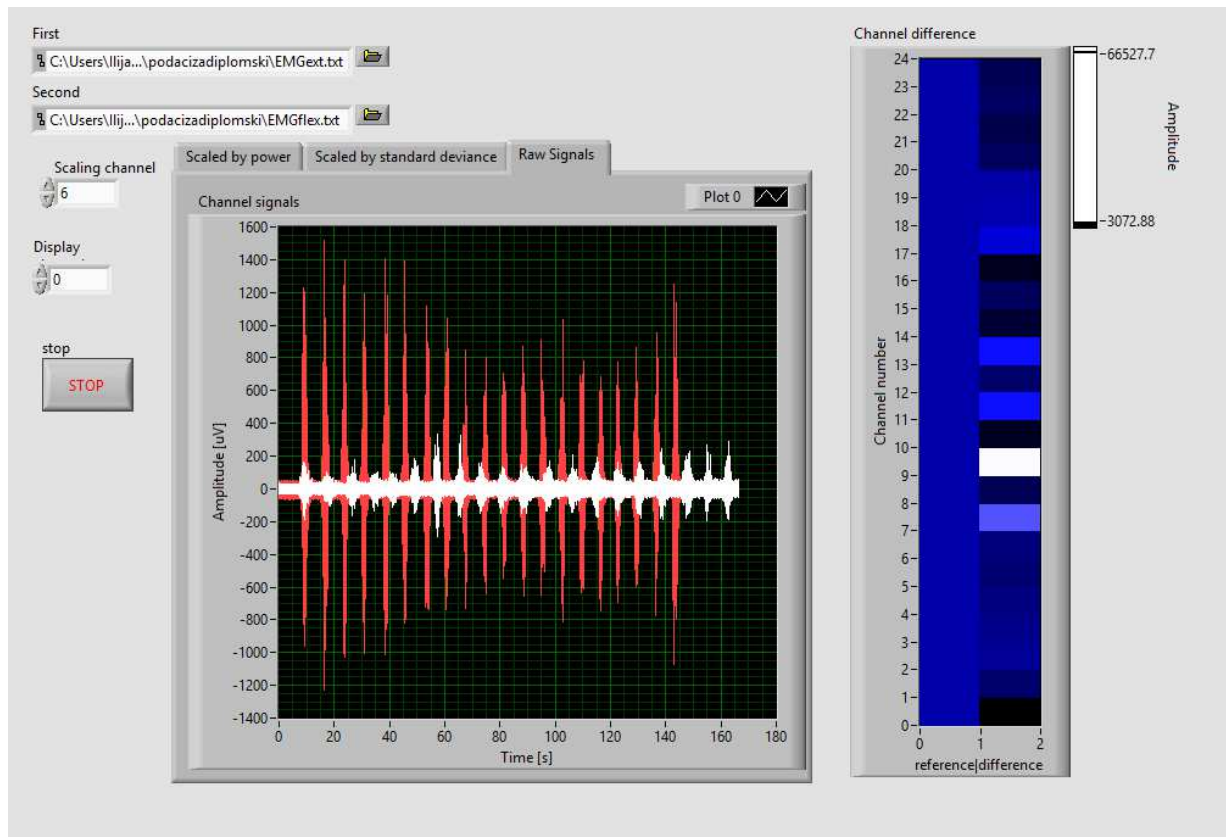 First
C:\Users\Ilija...\podacizadiplomski\EMGext.txt
Second
C:\Users\Ilij...\podacizadiplomski\EMGflex.txt
Scaling channel
6
Display
0
stop
STOP
Scaled by power
Scaled by standard deviance
Raw Signals
Channel signals
Plot 0
1600
1400
1200
1000
800
600
400
200
0
-200
-400
-600
-800
-1000
-1200
-1400
Amplitude [uV]
0 20 40 60 80 100 120 140 160 180
Time [s]
Channel difference
24
23
22
21
20
19
18
17
16
15
14
13
12
11
10
9
8
7
6
5
4
3
2
1
0
Channel number
0 1 2
reference|difference
-66527.7
-3072.88
Amplitude